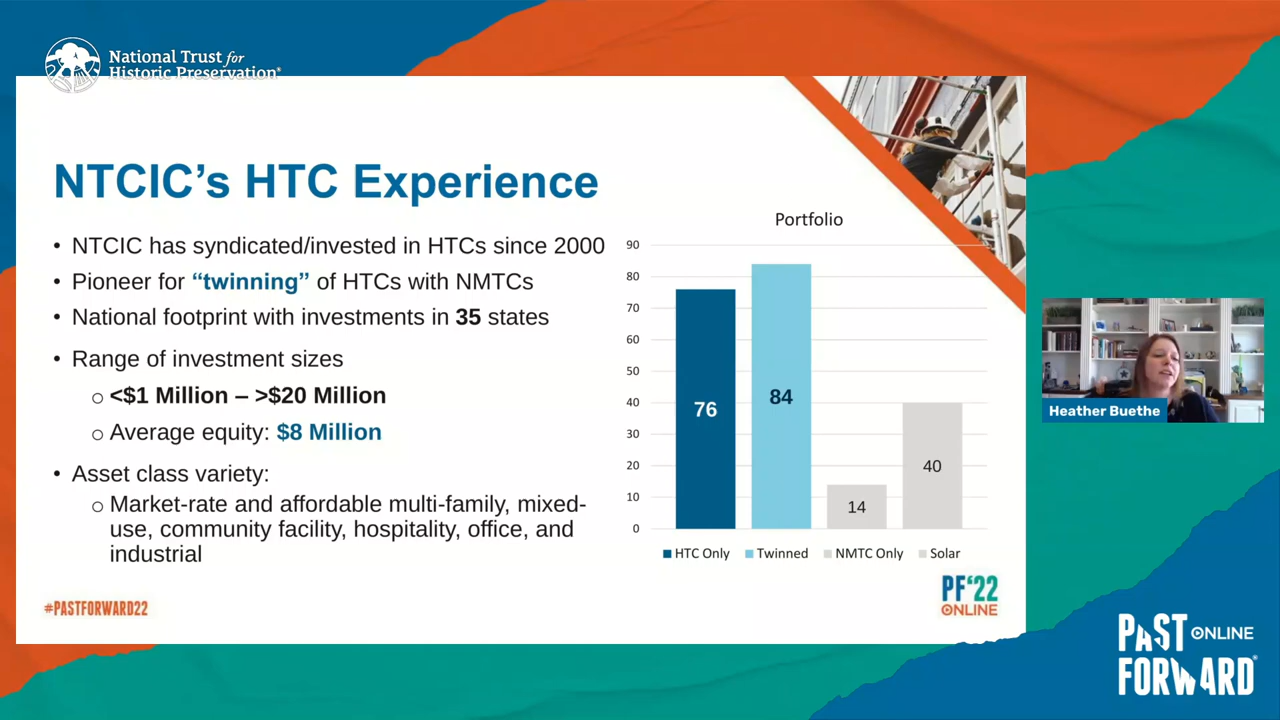 National Trust for
Historic Preservation®
NTCIC’s HTC Experience
• NTCIC has syndicated/invested in HTCs since 2000
• Pioneer for “twinning” of HTCs with NMTCs
• National footprint with investments in 35 states
• Range of investment sizes
o <$1 Million – >$20 Million
o Average equity: $8 Million
• Asset class variety:
o Market-rate and affordable multi-family, mixed-
use, community facility, hospitality, office, and
industrial
Portfolio
90
80
70
60
50
40
30
20
10
0
76
84
14
40
HTC Only Twinned NMTC Only Solar
#PASTFORWARD22
PF‘22
ONLINE
Heather Buethe
PAST ONLINE
FORWARD®